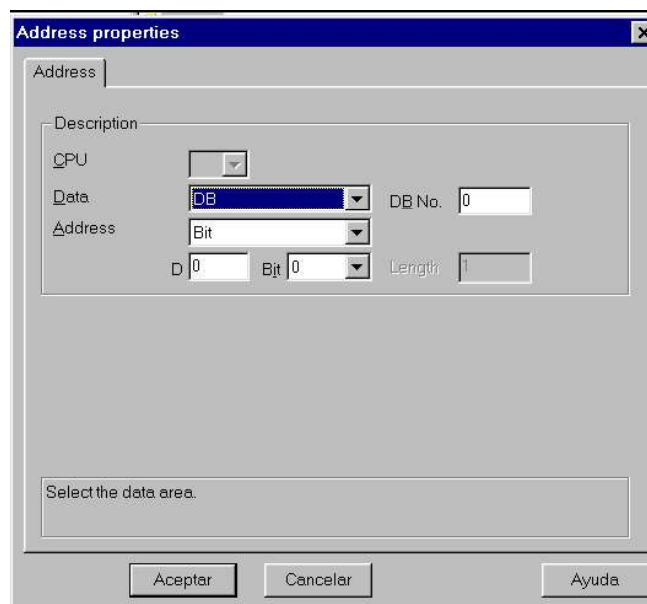 Address properties
Address
Description
CPU
Data DB DB No. 0
Address Bit
D 0 Bit 0 Length 1
Select the data area.
Aceptar Cancelar Ayuda